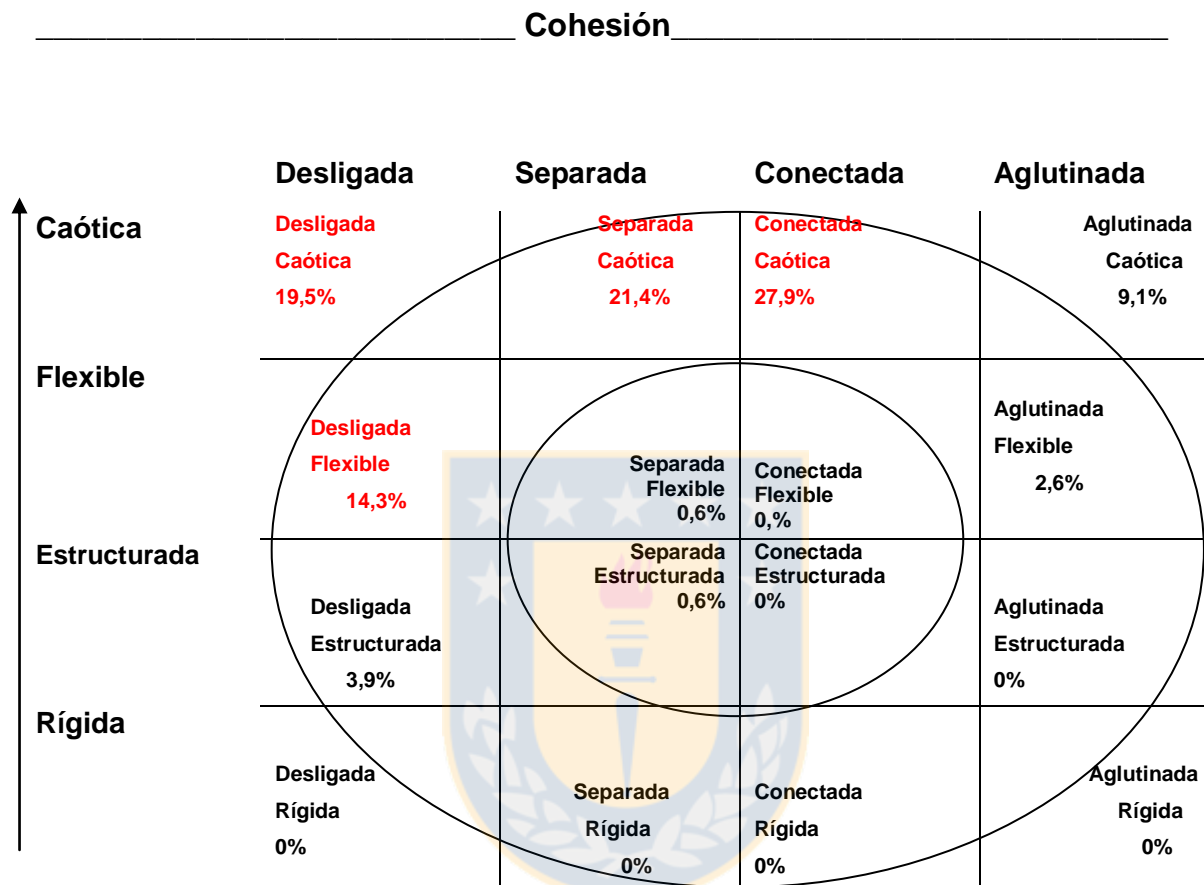 Cohesión
Desligada Separada Conectada Aglutinada
Caótica
Desligada
Caótica
19,5%
Separada
Caótica
21,4%
Conectada
Caótica
27,9%
Aglutinada
Caótica
9,1%
Flexible
Desligada
Flexible
14,3%
Separada
Flexible
0,6%
Conectada
Flexible
0,%
Aglutinada
Flexible
2,6%
Estructurada
Desligada
Estructurada
3,9%
Separada
Estructurada
0,6%
Conectada
Estructurada
0%
Aglutinada
Estructurada
0%
Rígida
Desligada
Rígida
0%
Separada
Rígida
0%
Conectada
Rígida
0%
Aglutinada
Rígida
0%